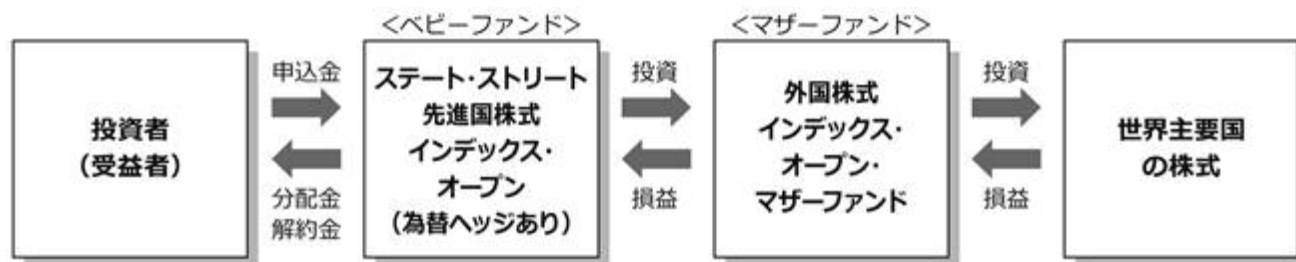 <ベビーファンド>
<マザーファンド>
投資者
(受益者)
申込金
分配金
解約金
ステート・ストリート
先進国株式
インデックス・
オープン
(為替ヘッジあり)
投資
損益
外国株式
インデックス・
オープン・
マザーファンド
投資
損益
世界主要国
の株式